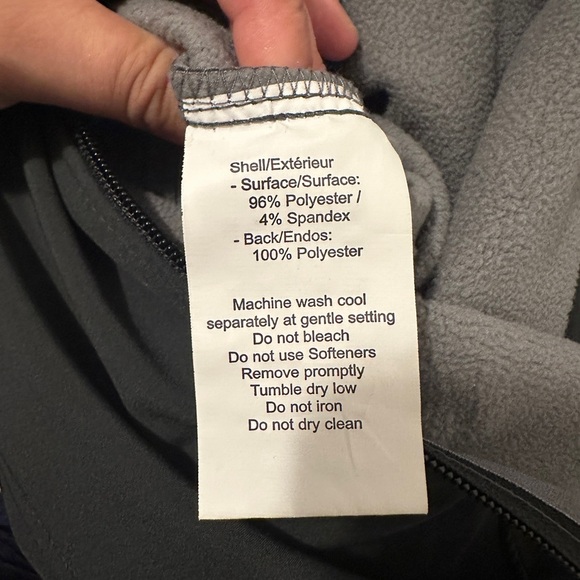 Shell/Extérieur
- Surface/Surface:
96% Polyester /
4% Spandex
- Back/Endos:
100% Polyester
Machine wash cool
separately at gentle setting
Do not bleach
Do not use Softeners
Remove promptly
Tumble dry low
Do not iron
Do not dry clean